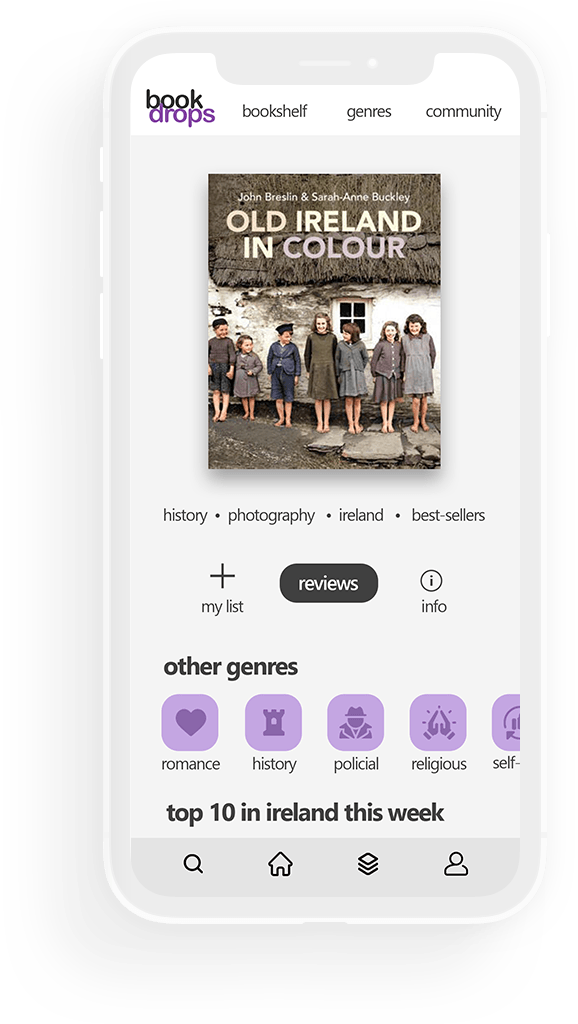 book
drops
bookshelf genres community
John Breslin & Sarah-Anne Buckley
OLD IRELAND
IN COLOUR
history • photography • ireland • best-sellers
my list
reviews
info
other genres
romance history policial religious self-
top 10 in ireland this week